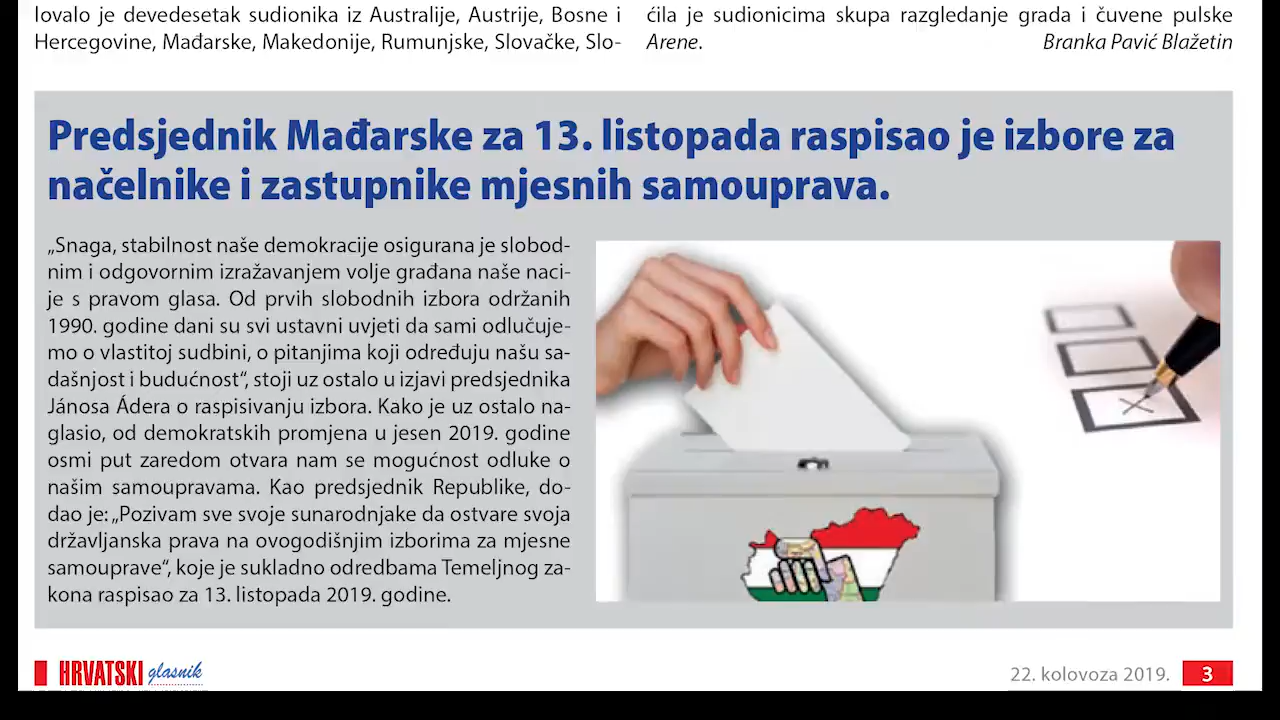 lovalo je devedesetak sudionika iz Australije, Austrije, Bosne i
Hercegovine, Mađarske, Makedonije, Rumunjske, Slovačke, Slo-
ćila je sudionicima skupa razgledanje grada i čuvene pulske
Arene.
Branka Pavić Blažetin
Predsjednik Mađarske za 13. listopada raspisao je izbore za
načelnike i zastupnike mjesnih samouprava.
„Snaga, stabilnost naše demokracije osigurana je slobod-
nim i odgovornim izražavanjem volje građana naše naci-
je s pravom glasa. Od prvih slobodnih izbora održanih
1990. godine dani su svi ustavni uvjeti da sami odlučuje-
mo o vlastitoj sudbini, o pitanjima koji određuju našu sa-
dašnjost i budućnost“, stoji uz ostalo u izjavi predsjednika
Jánosa Ádera o raspisivanju izbora. Kako je uz ostalo na-
glasio, od demokratskih promjena u jesen 2019. godine
osmi put zaredom otvara nam se mogućnost odluke o
našim samoupravama. Kao predsjednik Republike, do-
dao je: „Pozivam sve svoje sunarodnjake da ostvare svoja
državljanska prava na ovogodišnjim izborima za mjesne
samouprave“, koje je sukladno odredbama Temeljnog za-
kona raspisao za 13. listopada 2019. godine.
HRVATSKI glasnik
22. kolovoza 2019. 3